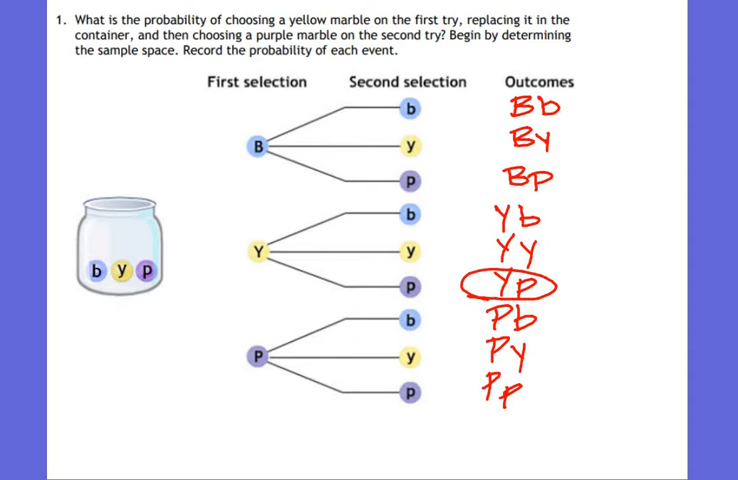 1. What is the probability of choosing a yellow marble on the first try, replacing it in the
container, and then choosing a purple marble on the second try? Begin by determining
the sample space. Record the probability of each event.
First selection Second selection Outcomes
b Bb
B y By
p Bp
b Yb
Y y Yy
p Yp
b y p
b Pb
P y Py
p Pp